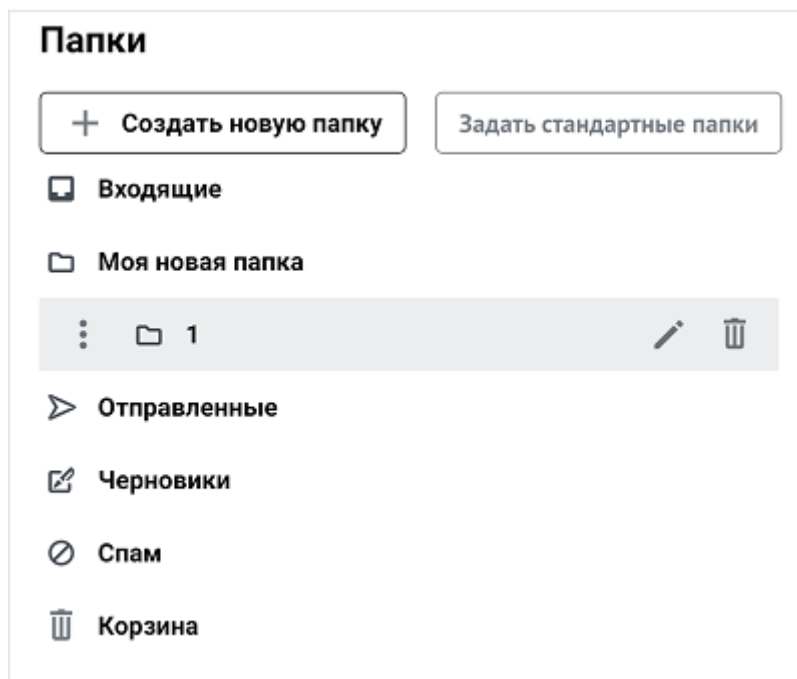 Папки
Создать новую папку Задать стандартные папки
Входящие
Моя новая папка
1
Отправленные
Черновики
Спам
Корзина